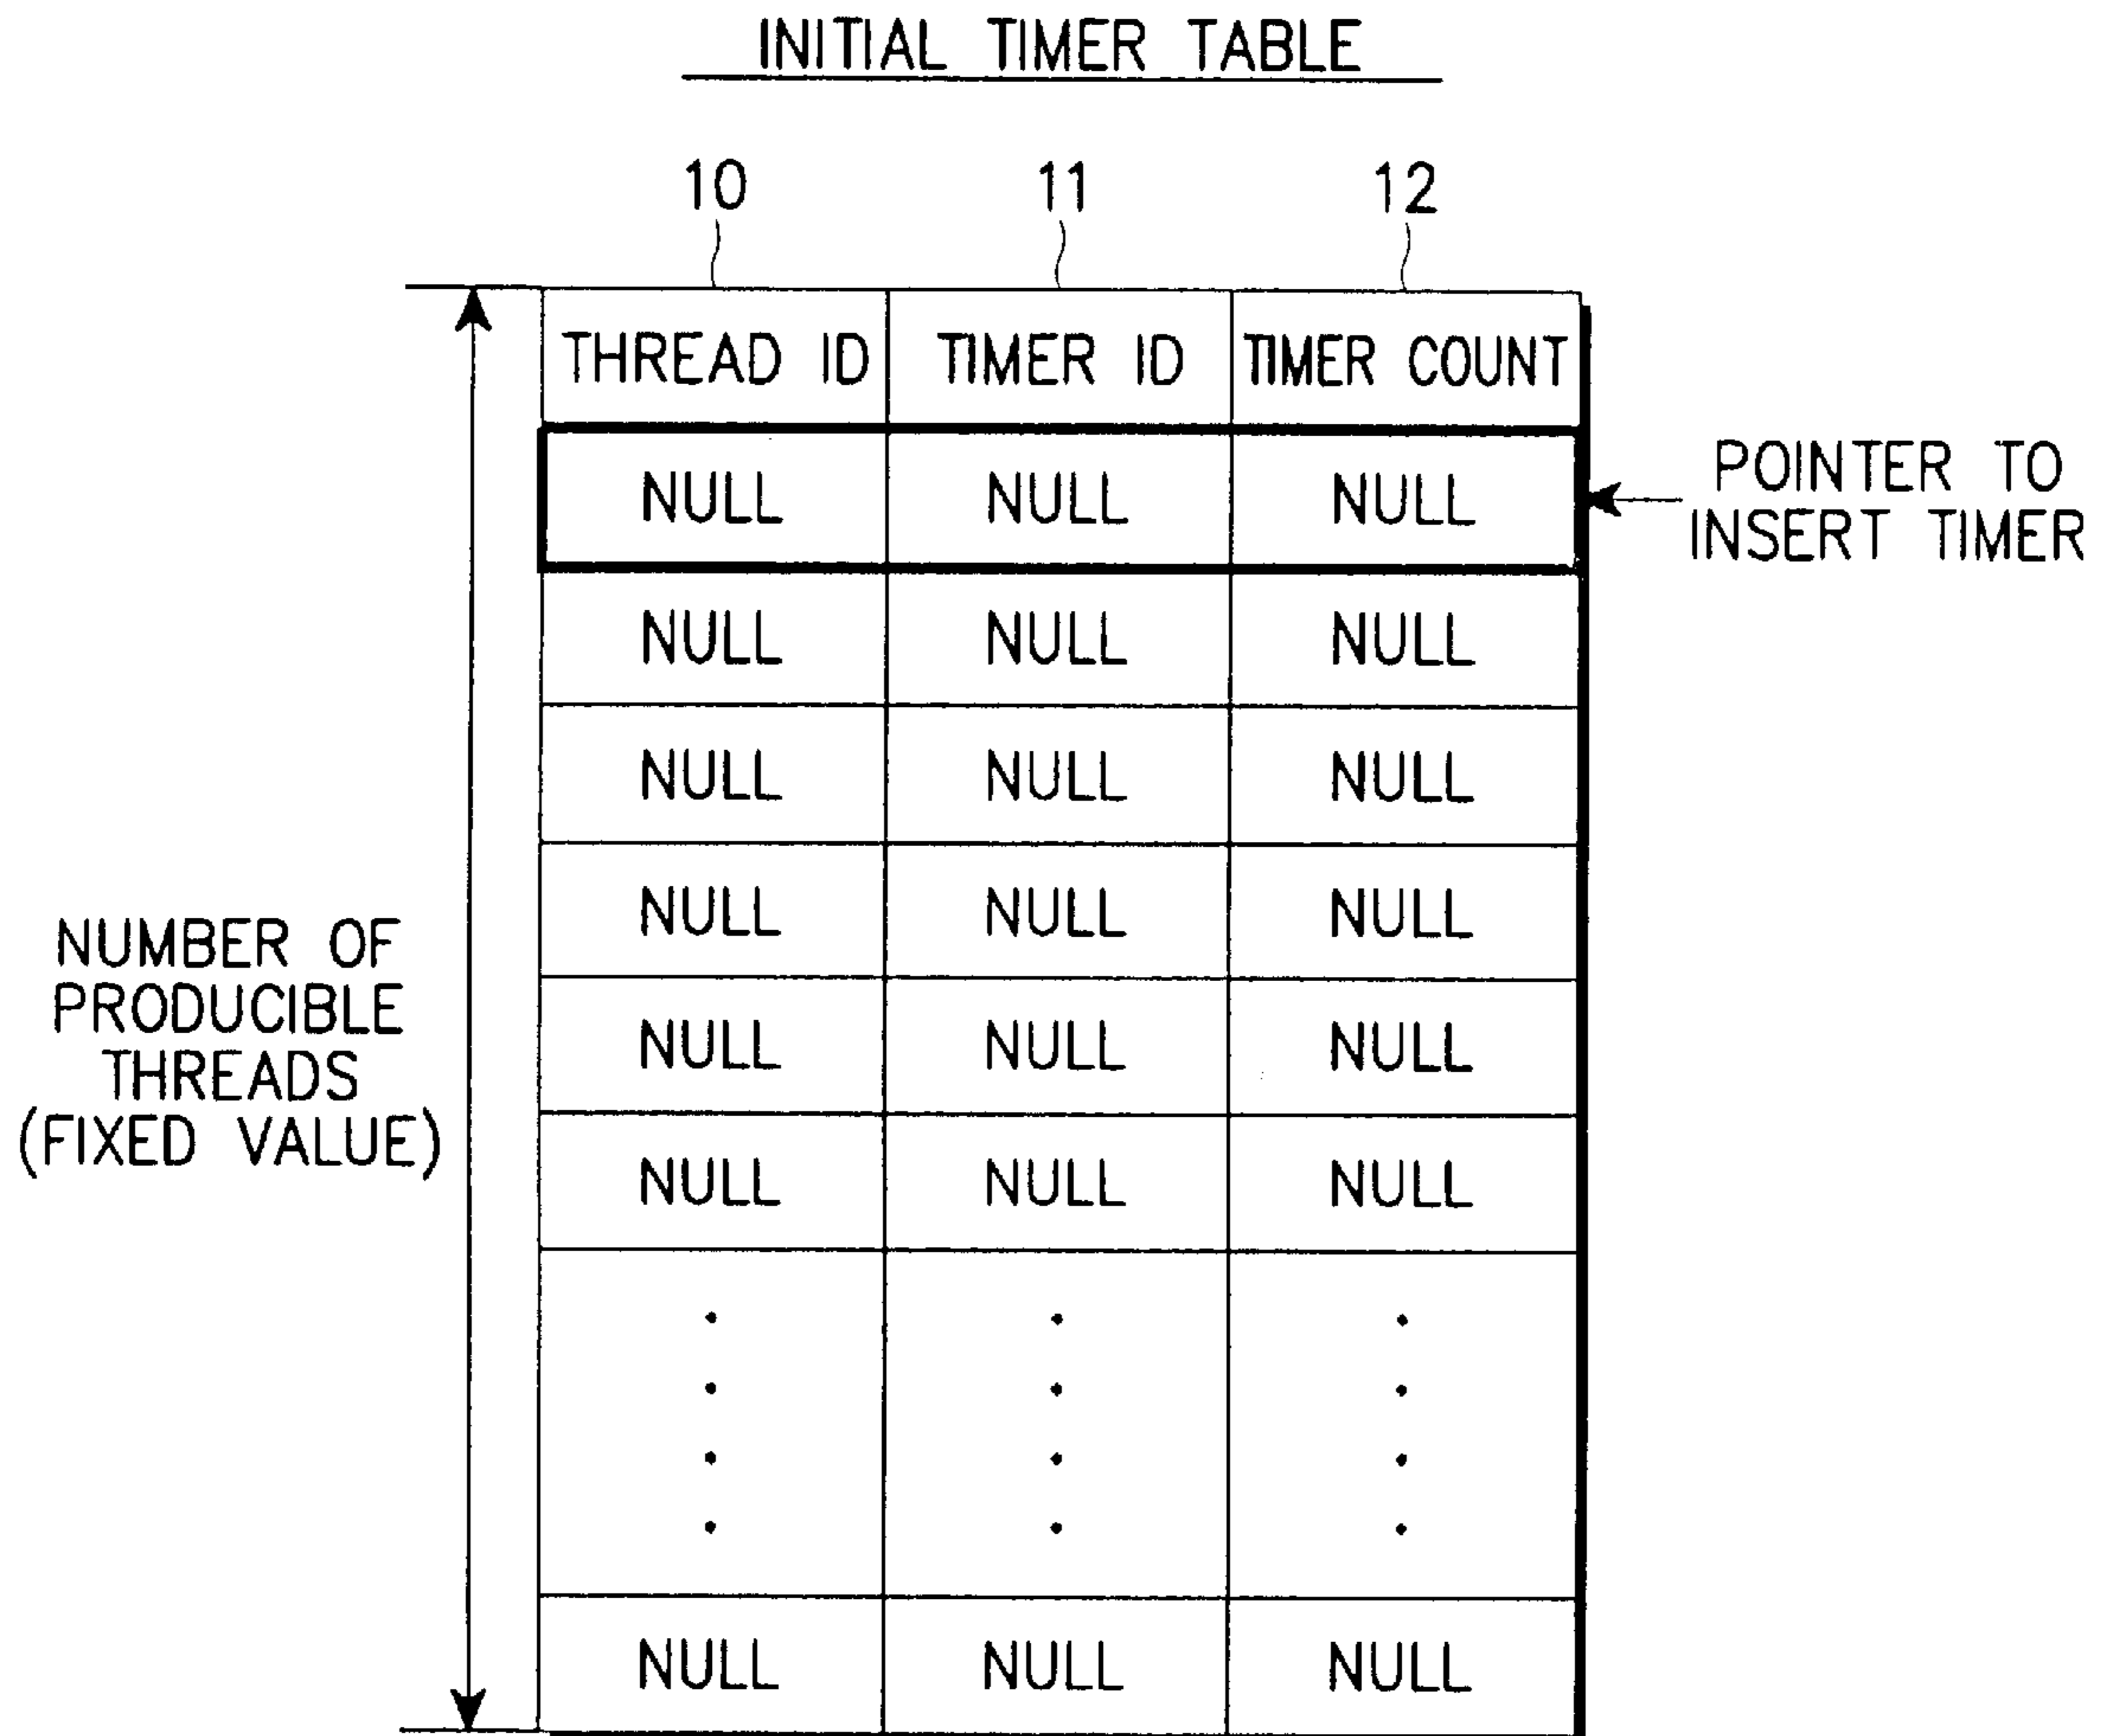 INITIAL TIMER TABLE
10 11 12
THREAD ID TIMER ID TIMER COUNT
NULL NULL NULL
POINTER TO
INSERT TIMER
NULL NULL NULL
NULL NULL NULL
NULL NULL NULL
NULL NULL NULL
NULL NULL NULL
NUMBER OF
PRODUCIBLE
THREADS
(FIXED VALUE)
NULL NULL NULL